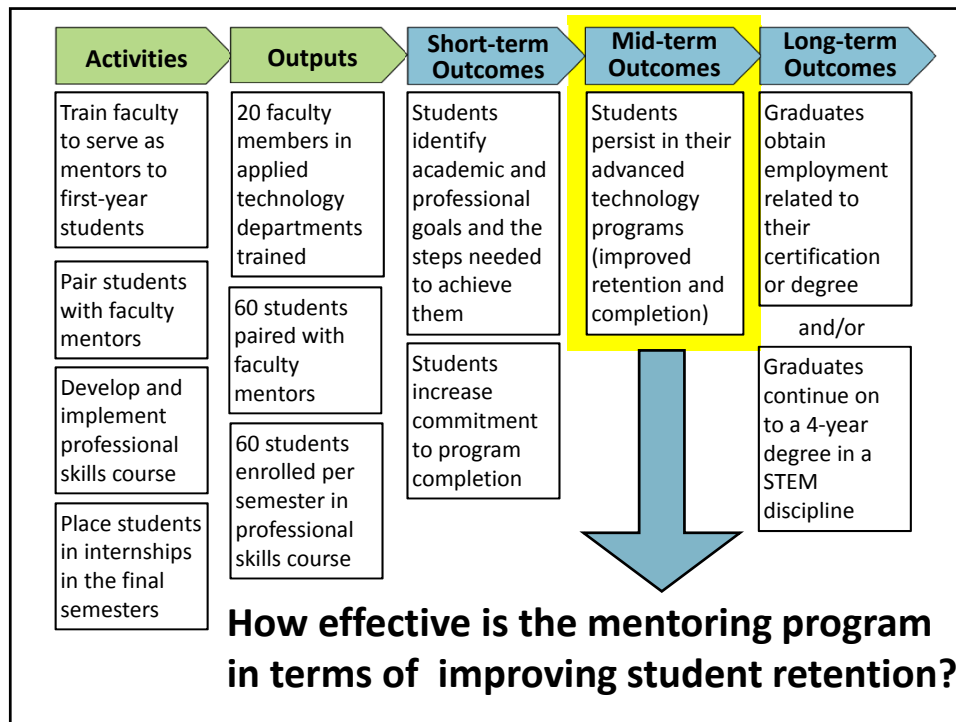 Activities
Outputs
Short-term
Outcomes
Mid-term
Outcomes
Long-term
Outcomes
Train faculty
to serve as
mentors to
first-year
students
Pair students
with faculty
mentors
Develop and
implement
professional
skills course
Place students
in internships
in the final
semesters
20 faculty
members in
applied
technology
departments
trained
60 students
paired with
faculty
mentors
60 students
enrolled per
semester in
professional
skills course
Students
identify
academic and
professional
goals and the
steps needed
to achieve
them
Students
increase
commitment
to program
completion
Students
persist in their
advanced
technology
programs
(improved
retention and
completion)
Graduates
obtain
employment
related to
their
certification
or degree
and/or
Graduates
continue on
to a 4-year
degree in a
STEM
discipline
How effective is the mentoring program
in terms of improving student retention?